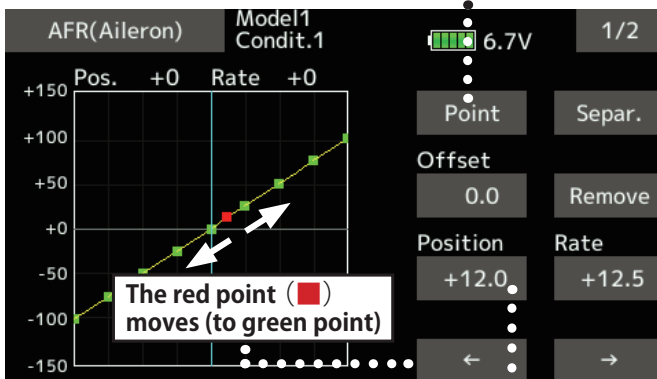 AFR(Aileron)
Model1
Condit.1
6.7V
1/2
Pos. +0 Rate +0
+150
+100
+50
+0
-50
-100
-150
Point
Separ.
Offset
0.0
Remove
Position
Rate
+12.0
+12.5
←
→
The red point (■)
moves (to green point)